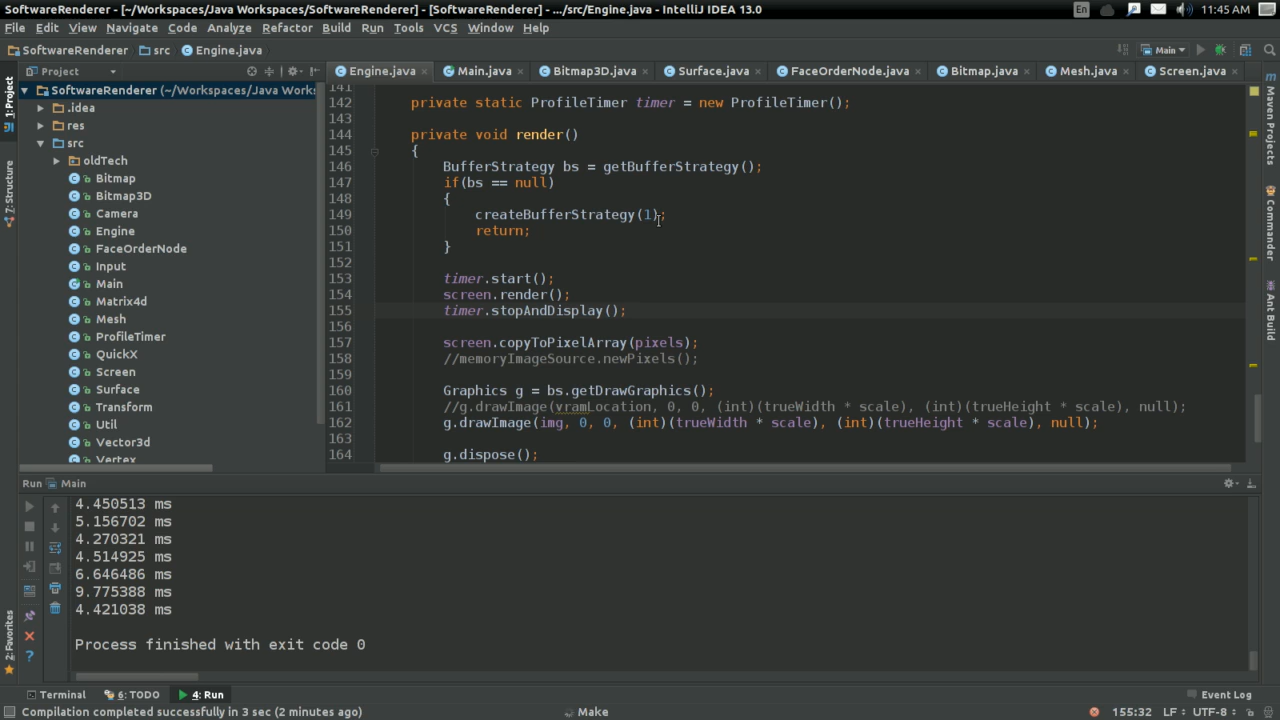 SoftwareRenderer - [~/Workspaces/Java Workspaces/SoftwareRenderer] - [SoftwareRenderer] - .../src/Engine.java - IntelliJ IDEA 13.0
En
11:45 AM
File Edit View Navigate Code Analyze Refactor Build Run Tools VCS Window Help
SoftwareRenderer src Engine.java
Main
Project
Engine.java Main.java Bitmap3D.java Surface.java FaceOrderNode.java Bitmap.java Mesh.java Screen.java
1: Project
7: Structure
2: Favorites
SoftwareRenderer (~/Workspaces/Java Works
.idea
res
src
oldTech
Bitmap
Bitmap3D
Camera
Engine
FaceOrderNode
Input
Main
Matrix4d
Mesh
ProfileTimer
QuickX
Screen
Surface
Transform
Util
Vector3d
Vertex
141
142 private static ProfileTimer timer = new ProfileTimer();
143
144 private void render()
145 {
146 BufferStrategy bs = getBufferStrategy();
147 if(bs == null)
148 {
149 createBufferStrategy(1);
150 return;
151 }
152
153 timer.start();
154 screen.render();
155 timer.stopAndDisplay();
156
157 screen.copyToPixelArray(pixels);
158 //memoryImageSource.newPixels();
159
160 Graphics g = bs.getDrawGraphics();
161 //g.drawImage(vramLocation, 0, 0, (int)(trueWidth * scale), (int)(trueHeight * scale), null);
162 g.drawImage(img, 0, 0, (int)(trueWidth * scale), (int)(trueHeight * scale), null);
163
164 g.dispose();
Maven Projects
Commander
Ant Build
Run Main
4.450513 ms
5.156702 ms
4.270321 ms
4.514925 ms
6.646486 ms
9.775388 ms
4.421038 ms
Process finished with exit code 0
Terminal 6: TODO 4: Run Event Log
Compilation completed successfully in 3 sec (2 minutes ago) Make 155:32 LF UTF-8